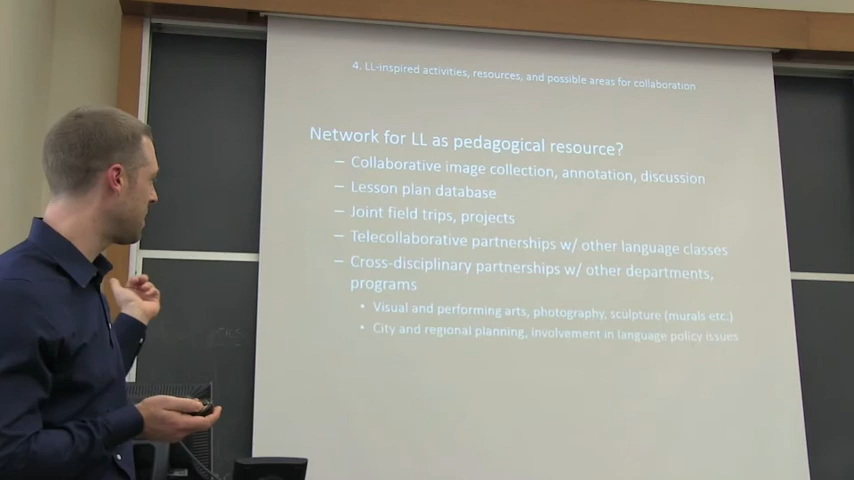 4. LL-inspired activities, resources, and possible areas for collaboration
Network for LL as pedagogical resource?
– Collaborative image collection, annotation, discussion
– Lesson plan database
– Joint field trips, projects
– Telecollaborative partnerships w/ other language classes
– Cross-disciplinary partnerships w/ other departments,
programs
• Visual and performing arts, photography, sculpture (murals etc.)
• City and regional planning, involvement in language policy issues